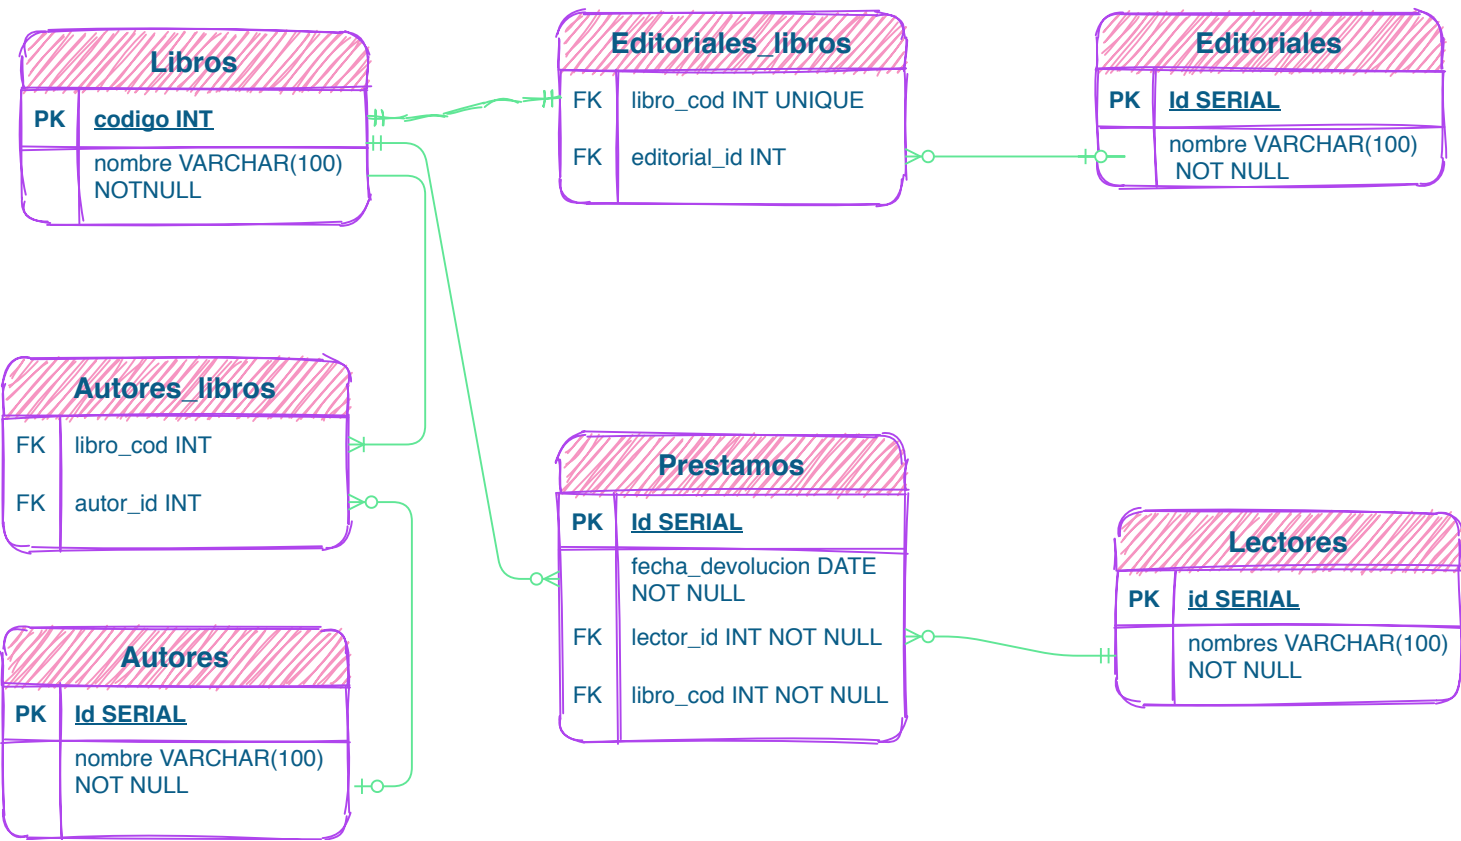 Libros
PK codigo INT
nombre VARCHAR(100)
NOTNULL
Editoriales_libros
FK libro_cod INT UNIQUE
FK editorial_id INT
Editoriales
PK Id SERIAL
nombre VARCHAR(100)
NOT NULL
Autores_libros
FK libro_cod INT
FK autor_id INT
Prestamos
PK Id SERIAL
fecha_devolucion DATE
NOT NULL
FK lector_id INT NOT NULL
FK libro_cod INT NOT NULL
Lectores
PK id SERIAL
nombres VARCHAR(100)
NOT NULL
Autores
PK Id SERIAL
nombre VARCHAR(100)
NOT NULL